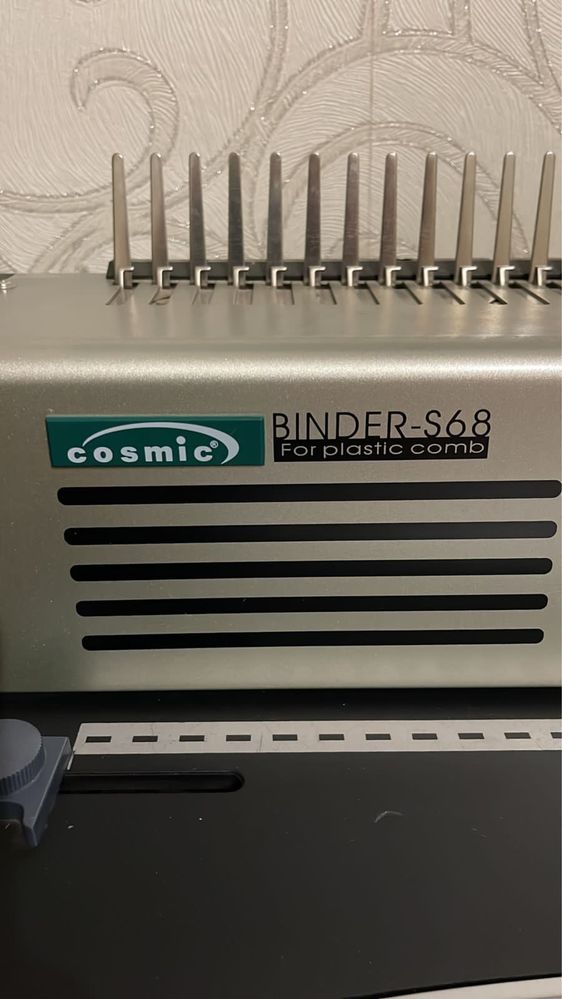 cosmic®
BINDER-S68
For plastic comb